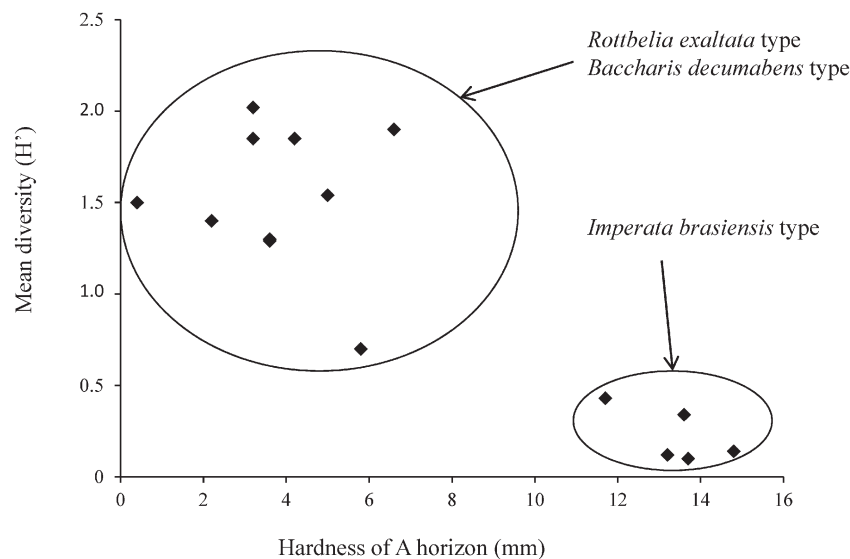 2.5
Rottbelia exaltata type
Baccharis decumabens type
2.0
1.5
Imperata brasiensis type
1.0
0.5
0
0 2 4 6 8 10 12 14 16
Mean diversity (H’)
Hardness of A horizon (mm)